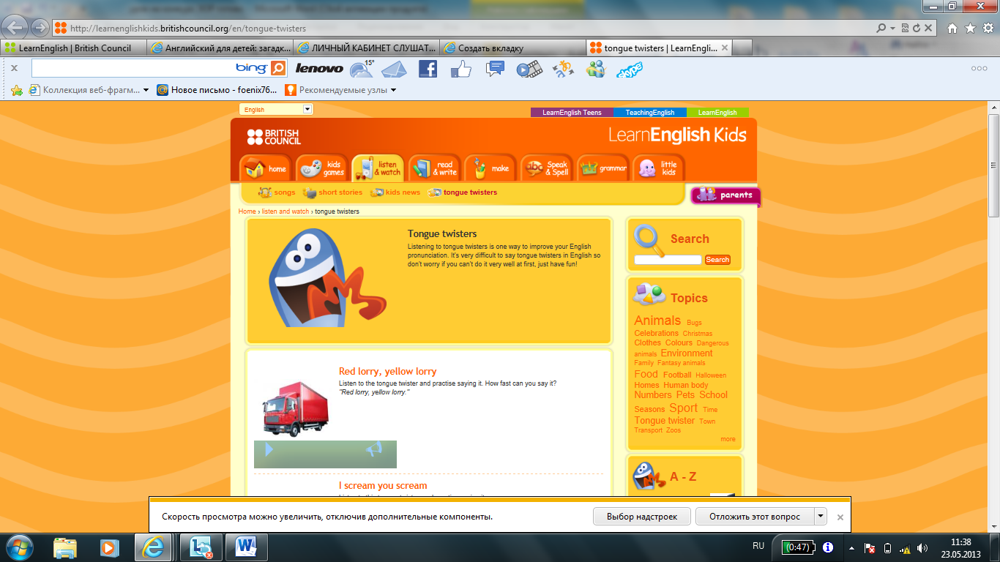 http://learnenglishkids.britishcouncil.org/en/tongue-twisters
LearnEnglish | British Council
Английский для детей: загадк...
ЛИЧНЫЙ КАБИНЕТ СЛУШАТ...
Создать вкладку
tongue twisters | LearnEngli...
bing
lenovo
15°
skype
Коллекция веб-фрагм...
Новое письмо - foenix76...
Рекомендуемые узлы
English
LearnEnglish Teens
TeachingEnglish
LearnEnglish
BRITISH
COUNCIL
LearnEnglish Kids
home
kids
games
listen
& watch
read
& write
make
abc
Speak
& Spell
grammar
little
kids
songs
short stories
kids news
tongue twisters
parents
Home › listen and watch › tongue twisters
Tongue twisters
Listening to tongue twisters is one way to improve your English
pronunciation. It's very difficult to say tongue twisters in English so
don't worry if you can't do it very well at first, just have fun!
Search
Search
Topics
Animals Bugs
Celebrations Christmas
Clothes Colours Dangerous
animals Environment
Family Fantasy animals
Food Football Halloween
Homes Human body
Numbers Pets School
Seasons Sport Time
Tongue twister Town
Transport Zoos
more
A - Z
Red lorry, yellow lorry
Listen to the tongue twister and practise saying it. How fast can you say it?
"Red lorry, yellow lorry."
I scream you scream
Скорость просмотра можно увеличить, отключив дополнительные компоненты.
Выбор надстроек
Отложить этот вопрос
RU
(0:47)
11:38
23.05.2013